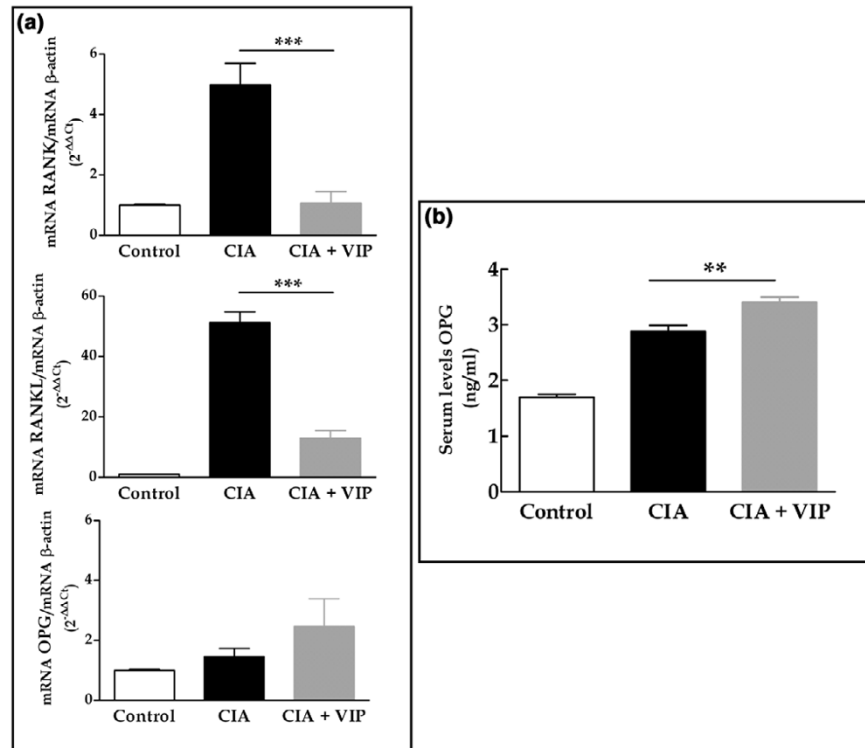 (a)
mRNA RANK/mRNA β-actin
(2-ΔΔCt)
6
4
2
0
***
Control CIA CIA + VIP
mRNA RANKL/mRNA β-actin
(2-ΔΔCt)
60
40
20
0
***
Control CIA CIA + VIP
mRNA OPG/mRNA β-actin
(2-ΔΔCt)
6
4
2
0
Control CIA CIA + VIP
(b)
Serum levels OPG
(ng/ml)
4
3
2
1
0
**
Control CIA CIA + VIP